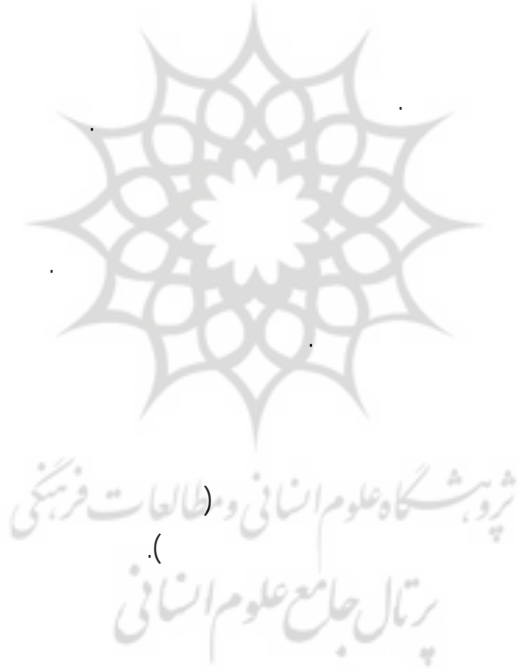 پژوهشگاه علوم انسانی و مطالعات فرهنگی
پرتال جامع علوم انسانی